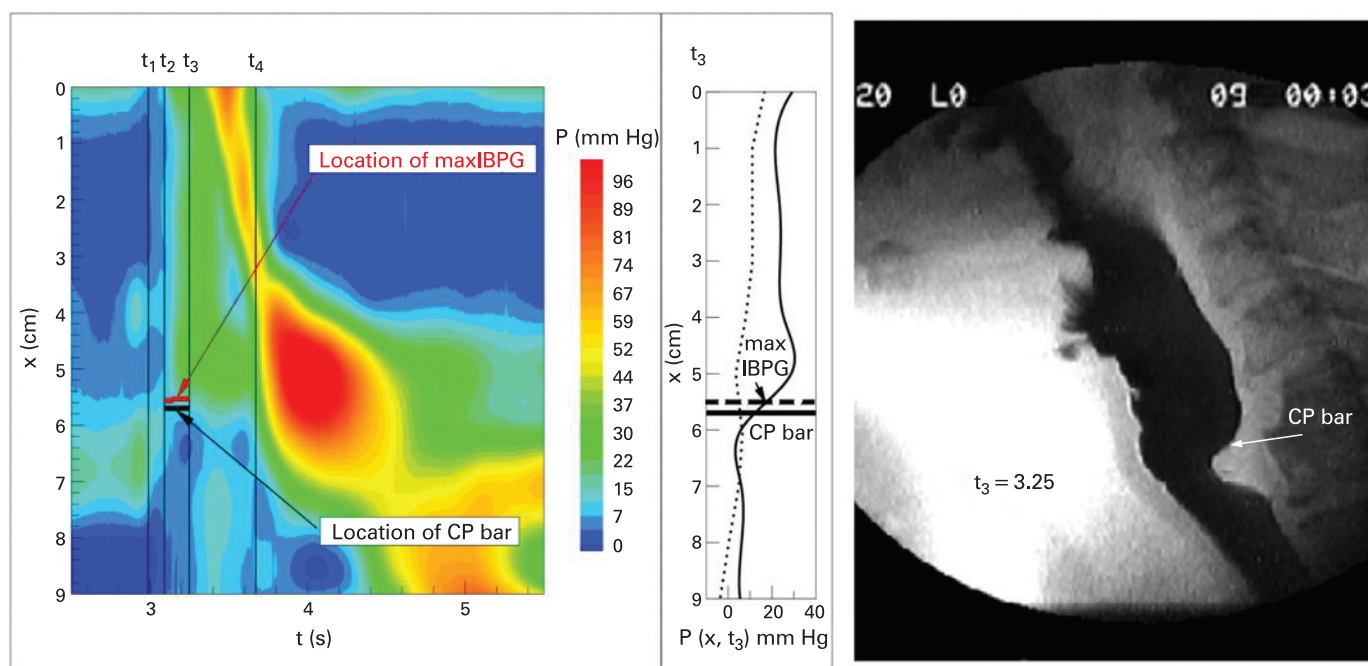 t1 t2 t3 t4
0
1
2
3
4
5
6
7
8
9
x (cm)
3 4 5
t (s)
Location of maxIBPG
Location of CP bar
P (mm Hg)
96
89
81
74
67
59
52
44
37
30
22
15
7
0
t3
0
1
2
3
4
5
6
7
8
9
x (cm)
max
IBPG
CP bar
0 20 40
P (x, t3) mm Hg
20 L0 09 00:03
CP bar
t3 = 3.25